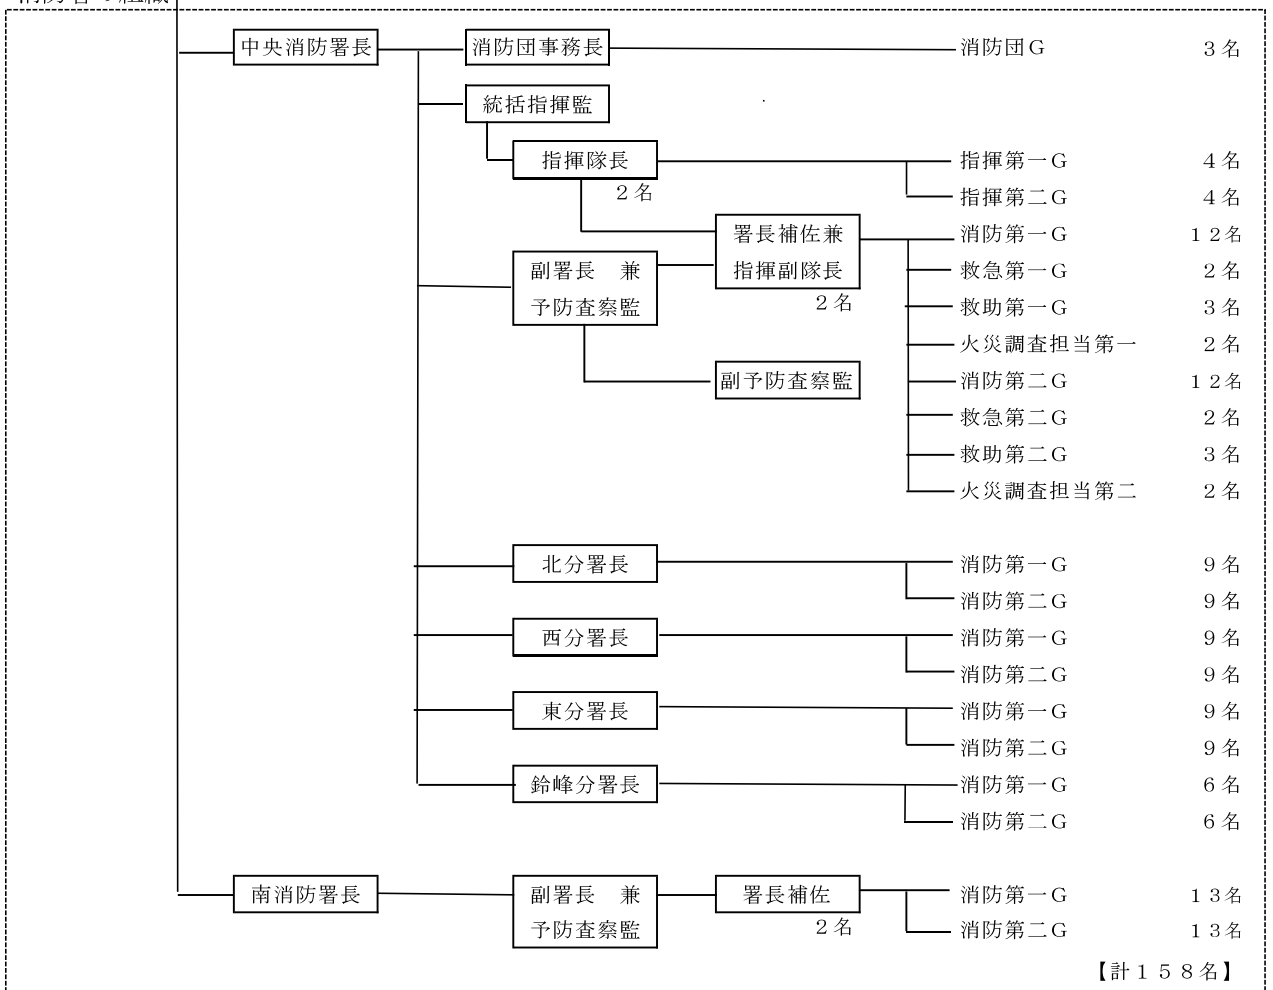 中央消防署長 消防団事務長 消防団Ｇ ３名
統括指揮監
指揮隊長 指揮第一Ｇ ４名
２名 指揮第二Ｇ ４名
署長補佐兼 消防第一Ｇ １２名
副署長　兼 指揮副隊長 救急第一Ｇ ２名
予防査察監 ２名 救助第一Ｇ ３名
火災調査担当第一 ２名
副予防査察監 消防第二Ｇ １２名
救急第二Ｇ ２名
救助第二Ｇ ３名
火災調査担当第二 ２名
北分署長 消防第一Ｇ ９名
消防第二Ｇ ９名
西分署長 消防第一Ｇ ９名
消防第二Ｇ ９名
東分署長 消防第一Ｇ ９名
消防第二Ｇ ９名
鈴峰分署長 消防第一Ｇ ６名
消防第二Ｇ ６名
南消防署長 副署長　兼 署長補佐 消防第一Ｇ １３名
予防査察監 ２名 消防第二Ｇ １３名
【計１５８名】